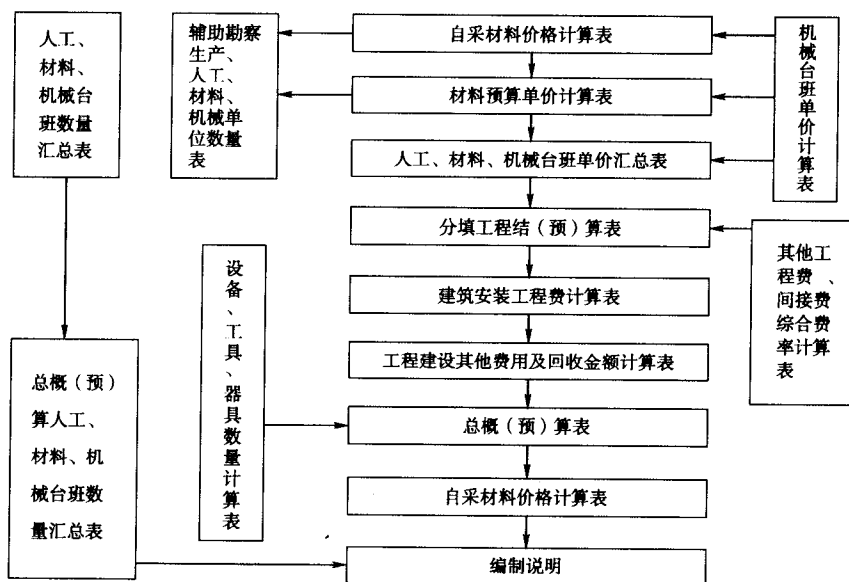 人工、
材料、
机械台
班数量
汇总表
辅助勘察
生产、
人工、
材料、
机械单
位数量
表
自采材料价格计算表
材料预算单价计算表
人工、材料、机械台班单价汇总表
机械台班单价计算表
分填工程结（预）算表
其他工
程费、
间接费
综合费
率计算
表
设备、工具、器具数量计算表
建筑安装工程费计算表
工程建设其他费用及回收金额计算表
总概（预）算表
自采材料价格计算表
编制说明
总概（预）
算人工、
材料、机
械台班数
量汇总表